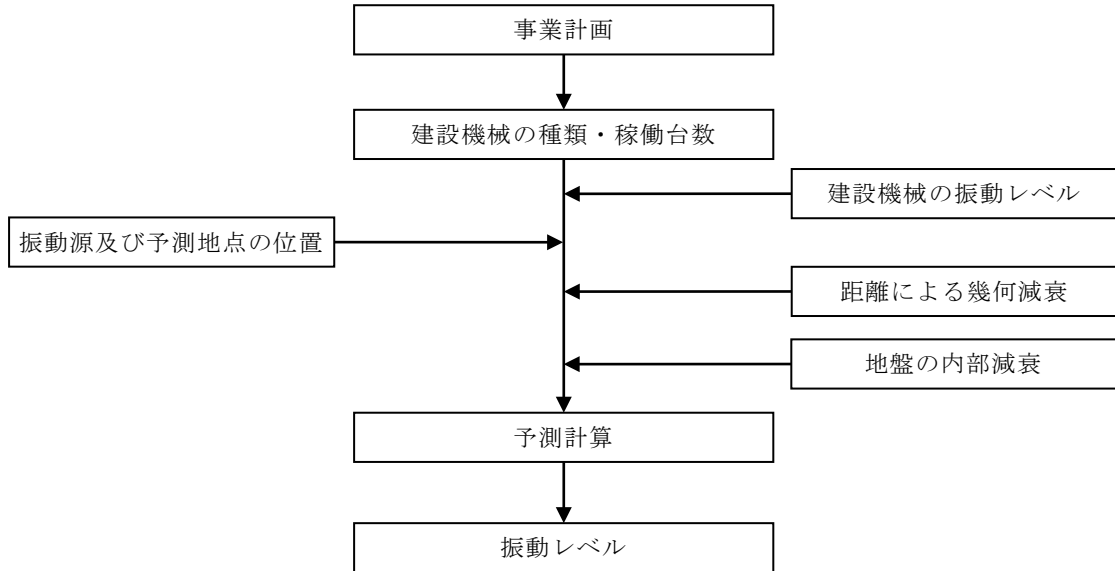 事業計画
建設機械の種類・稼働台数
建設機械の振動レベル
振動源及び予測地点の位置
距離による幾何減衰
地盤の内部減衰
予測計算
振動レベル